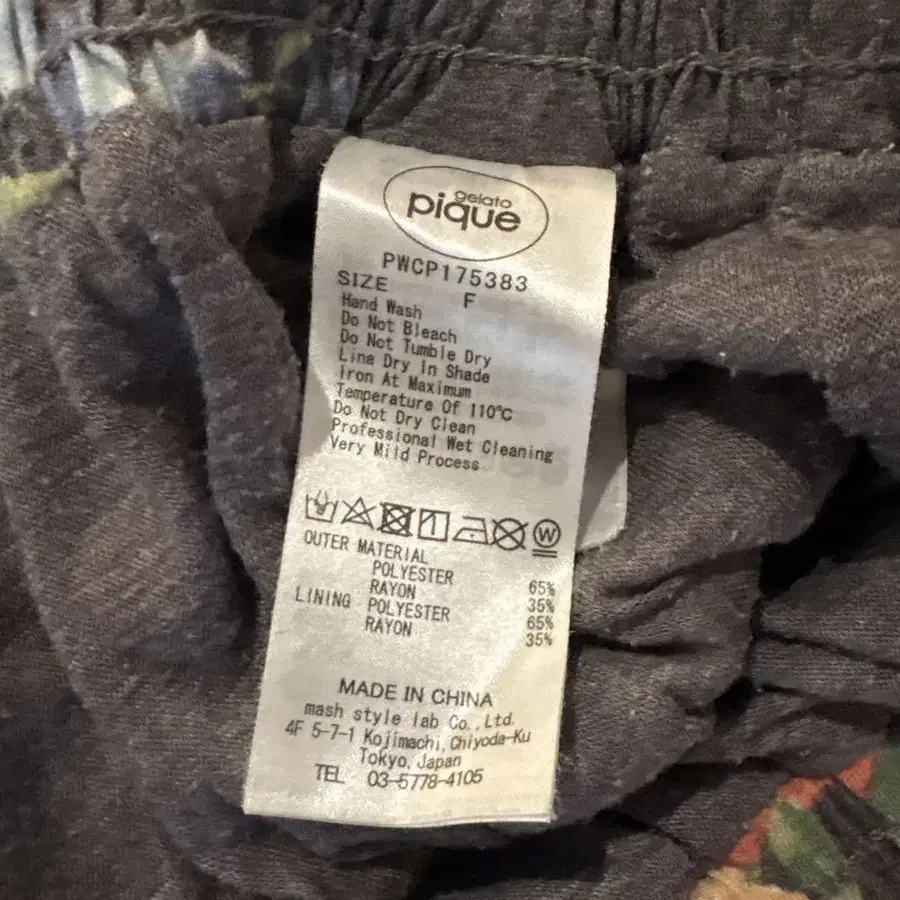 gelato
pique
PWCP175383
SIZE F
Hand Wash
Do Not Bleach
Do Not Tumble Dry
Line Dry In Shade
Iron At Maximum
Temperature Of 110℃
Do Not Dry Clean
Professional Wet Cleaning
Very Mild Process
W
OUTER MATERIAL
POLYESTER 65%
RAYON 35%
LINING POLYESTER 65%
RAYON 35%
MADE IN CHINA
mash style lab Co.,Ltd.
4F 5-7-1 Kojimachi,Chiyoda-Ku
Tokyo,Japan
TEL 03-5778-4105